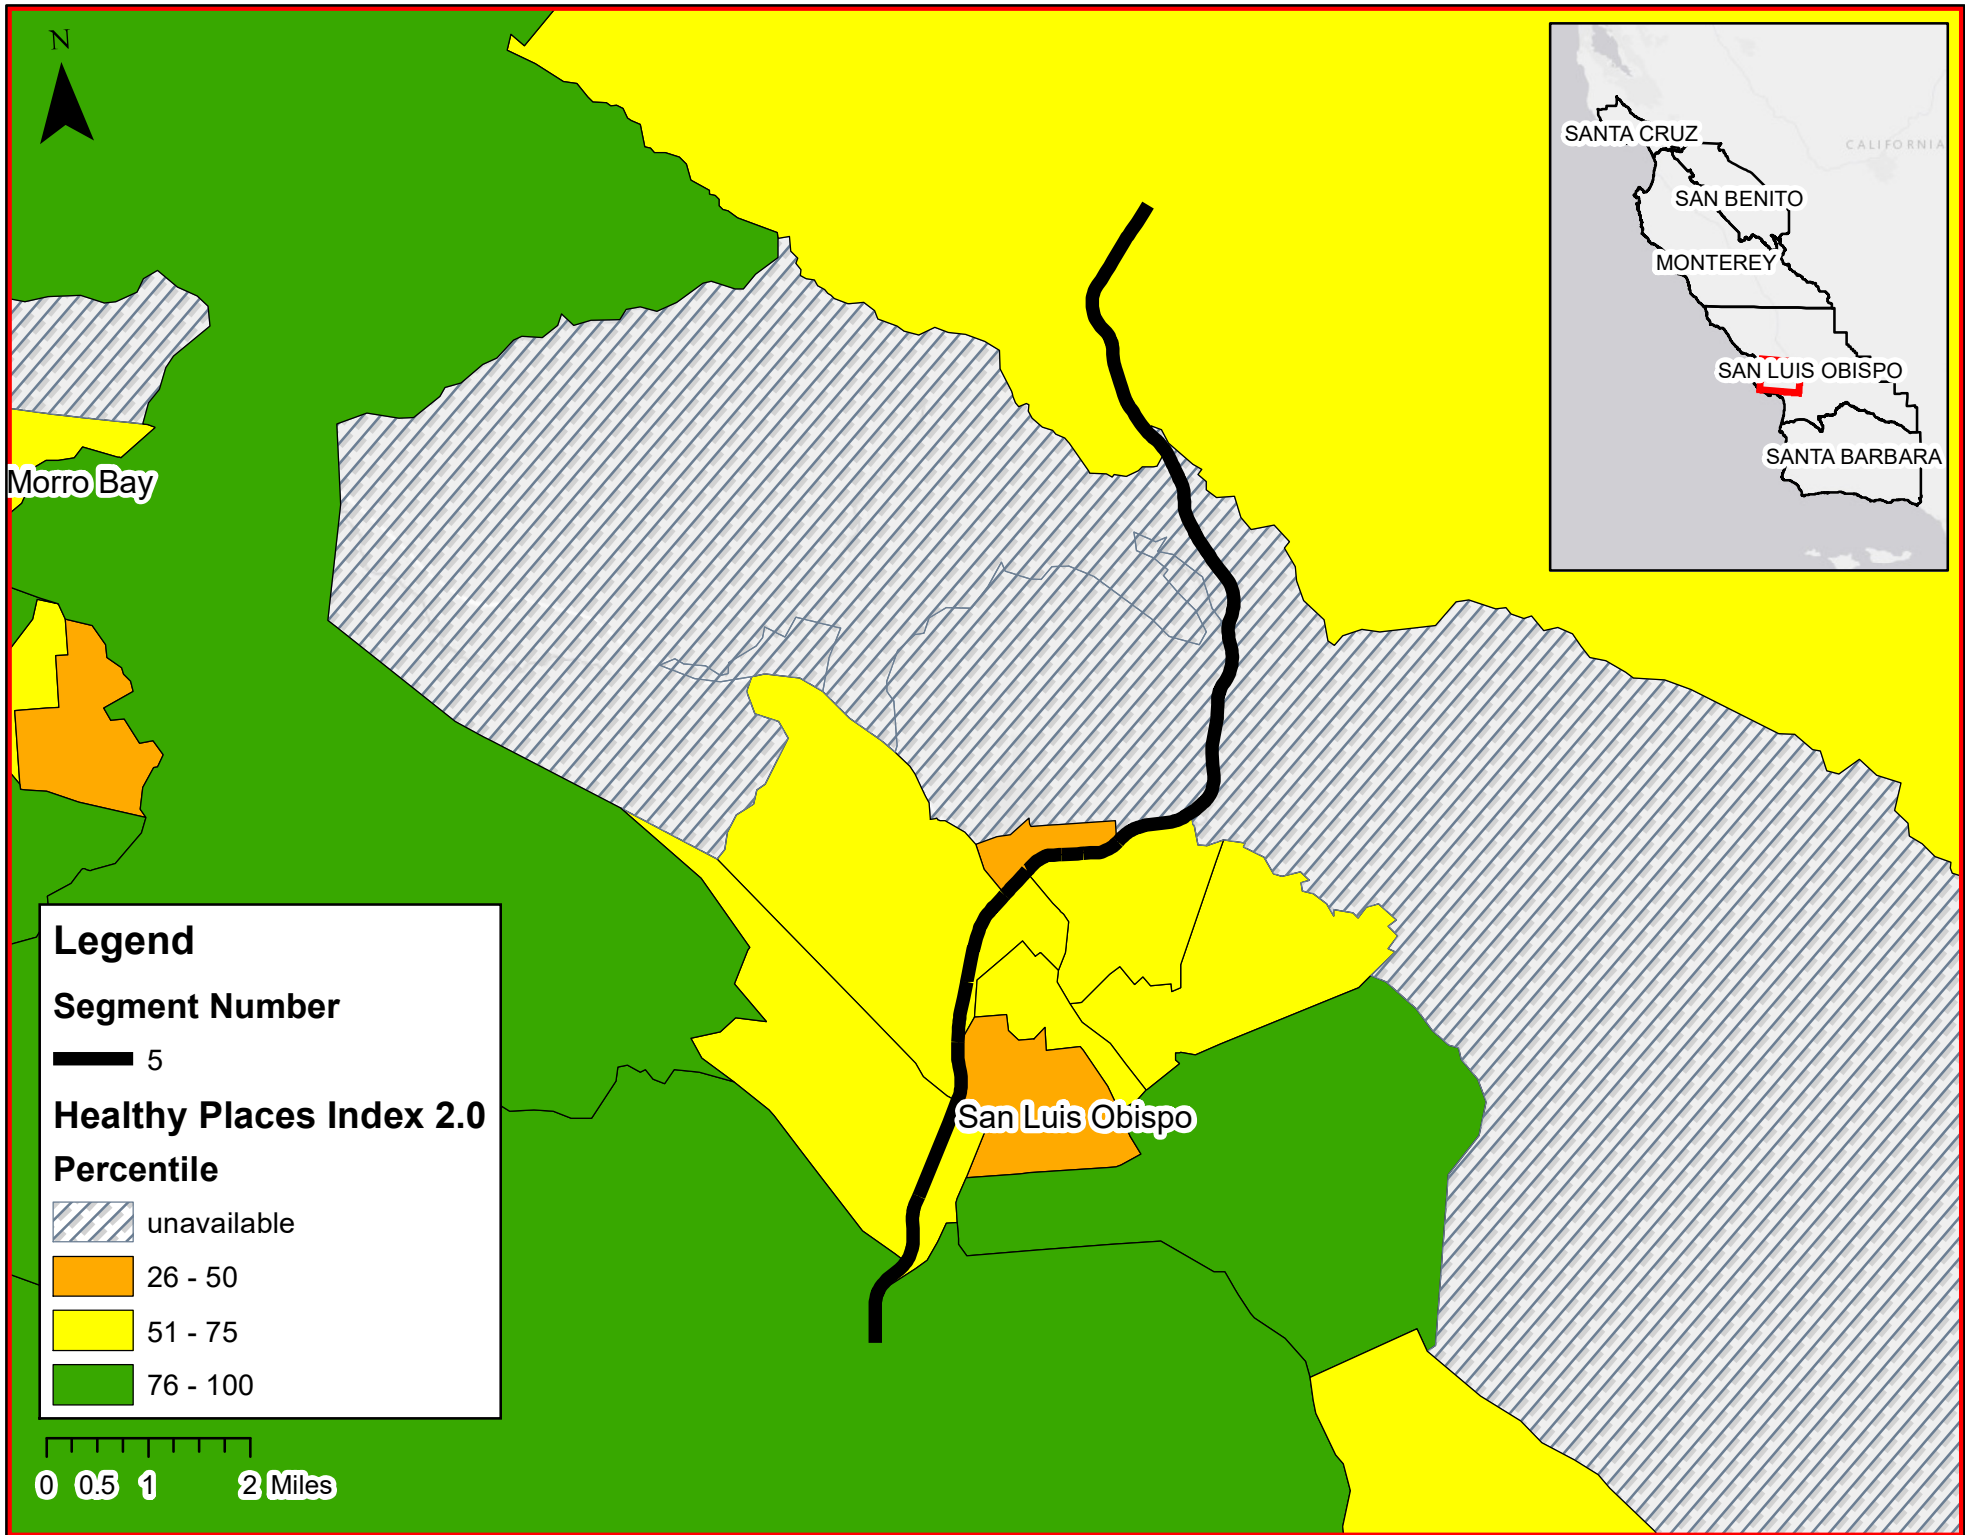 N
SANTA CRUZ
CALIFORNIA
SAN BENITO
MONTEREY
SAN LUIS OBISPO
SANTA BARBARA
Morro Bay
San Luis Obispo
Legend
Segment Number
5
Healthy Places Index 2.0
Percentile
unavailable
26 - 50
51 - 75
76 - 100
0 0.5 1 2 Miles